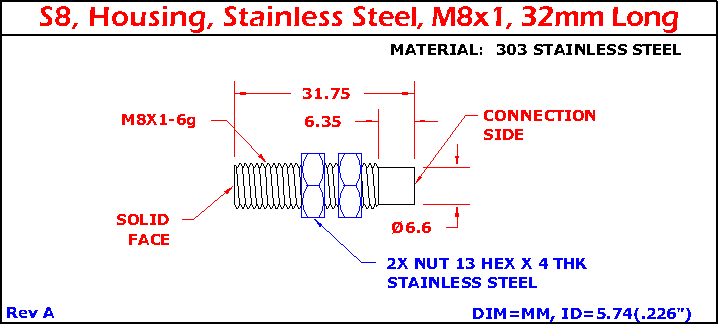 S8, Housing, Stainless Steel, M8x1, 32mm Long
MATERIAL: 303 STAINLESS STEEL
31.75
6.35
M8X1-6g
CONNECTION
SIDE
SOLID
FACE
Ø6.6
2X NUT 13 HEX X 4 THK
STAINLESS STEEL
Rev A
DIM=MM, ID=5.74(.226")